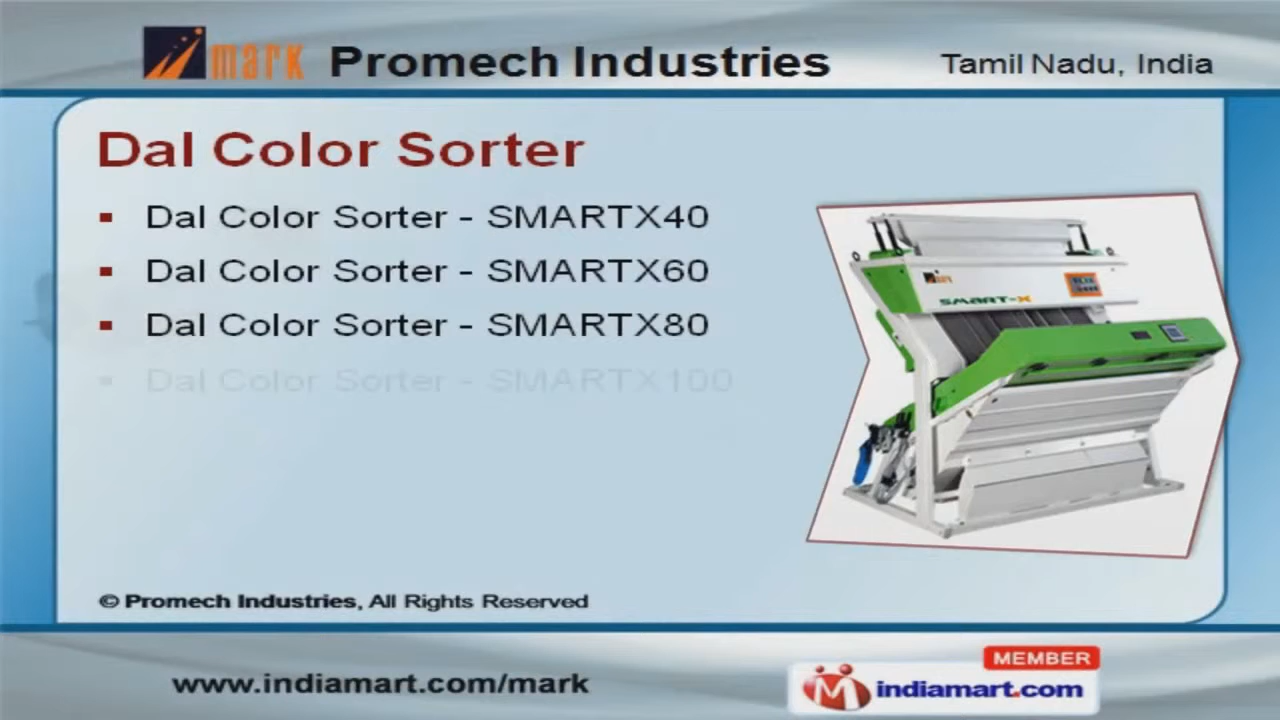 mark Promech Industries
Tamil Nadu, India
Dal Color Sorter
▪ Dal Color Sorter - SMARTX40
▪ Dal Color Sorter - SMARTX60
▪ Dal Color Sorter - SMARTX80
▪ Dal Color Sorter - SMARTX100
mark
SMART-X
© Promech Industries, All Rights Reserved
www.indiamart.com/mark
MEMBER
indiamart.com